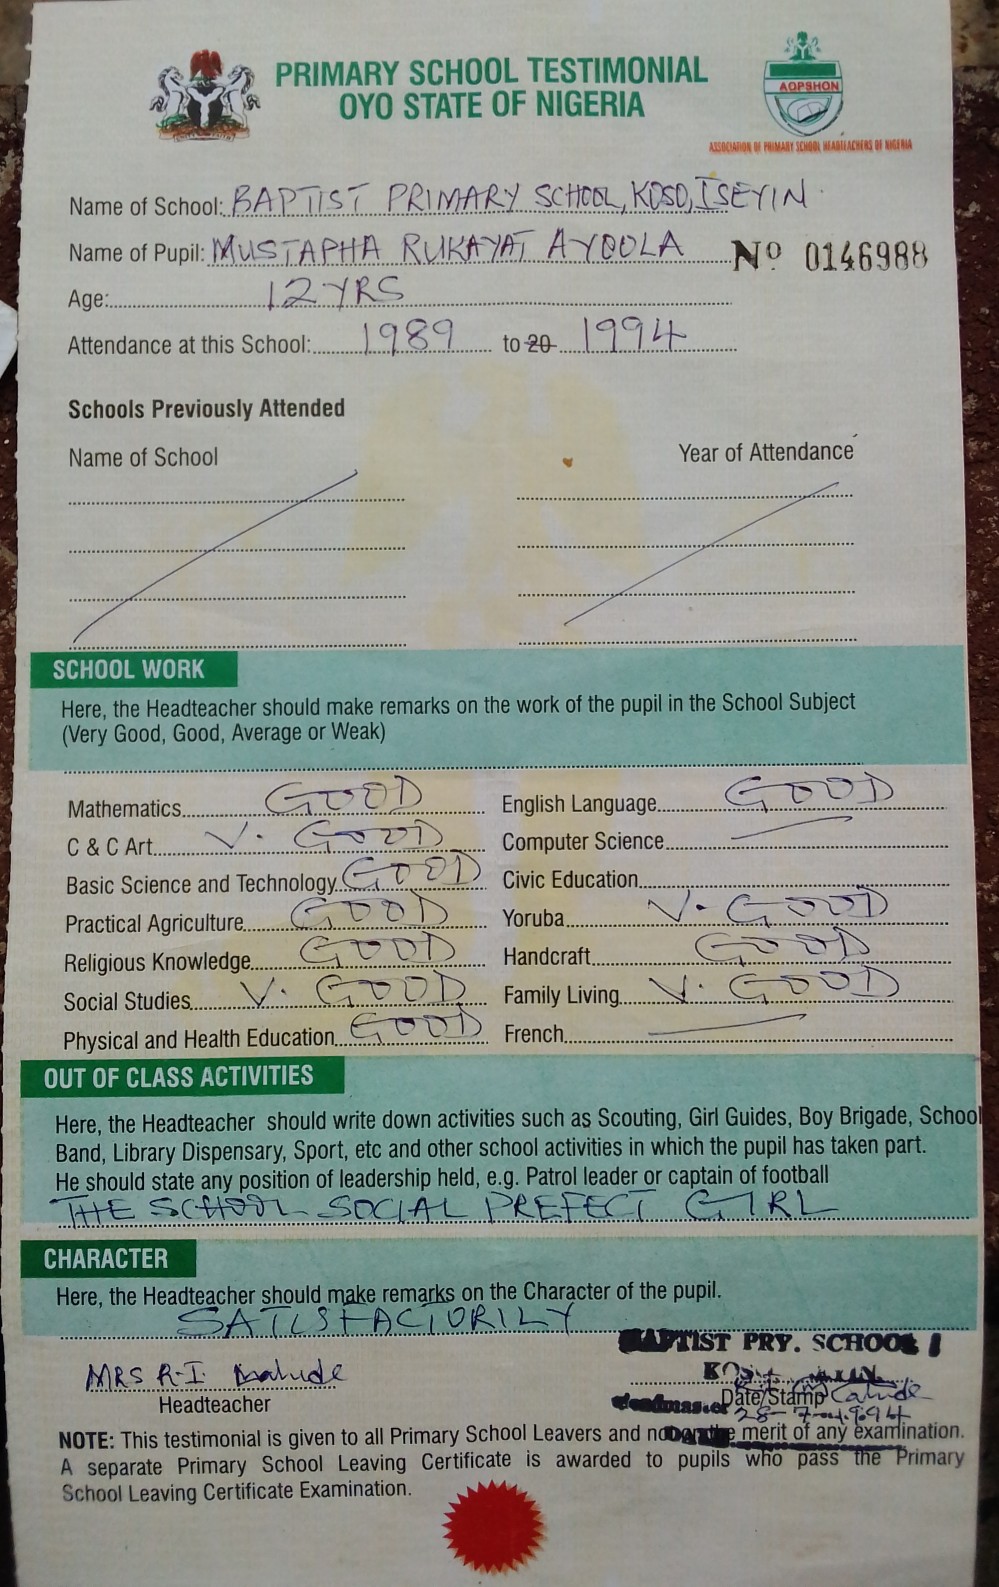 PRIMARY SCHOOL TESTIMONIAL
OYO STATE OF NIGERIA
AOPSHON
ASSOCIATION OF PRIMARY SCHOOL HEADTEACHERS OF NIGERIA
Name of School: BAPTIST PRIMARY SCHOOL, KOSO, ISEYIN.
Name of Pupil: MUSTAPHA RUKAYAT AYOOLA
No 0146988
Age: 12 YRS
Attendance at this School: 1989 to 20 1994
Schools Previously Attended
Name of School Year of Attendance
SCHOOL WORK
Here, the Headteacher should make remarks on the work of the pupil in the School Subject
(Very Good, Good, Average or Weak)
Mathematics GOOD English Language GOOD
C & C Art V. GOOD Computer Science
Basic Science and Technology GOOD Civic Education
Practical Agriculture GOOD Yoruba V. GOOD
Religious Knowledge GOOD Handcraft GOOD
Social Studies V. GOOD Family Living V. GOOD
Physical and Health Education GOOD French
OUT OF CLASS ACTIVITIES
Here, the Headteacher should write down activities such as Scouting, Girl Guides, Boy Brigade, School
Band, Library Dispensary, Sport, etc and other school activities in which the pupil has taken part.
He should state any position of leadership held, e.g. Patrol leader or captain of football
THE SCHOOL SOCIAL PREFECT GIRL
CHARACTER
Here, the Headteacher should make remarks on the Character of the pupil.
SATISFACTORILY
BAPTIST PRY. SCHOOL I
MRS R.I.
Headteacher
Date/Stamp
NOTE: This testimonial is given to all Primary School Leavers and not the merit of any examination.
A separate Primary School Leaving Certificate is awarded to pupils who pass the Primary
School Leaving Certificate Examination.